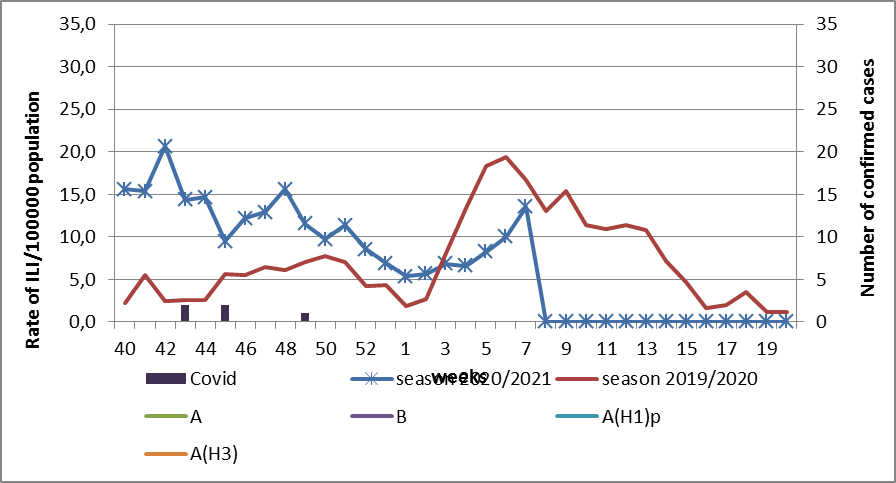 Rate of ILI/100000 population
35,0
30,0
25,0
20,0
15,0
10,0
5,0
0,0
35
30
25
20
15
10
5
0
Number of confirmed cases
40 42 44 46 48 50 52 1 3 5 7 9 11 13 15 17 19
weeks
Covid season 2020/2021 season 2019/2020
A B A(H1)p
A(H3)